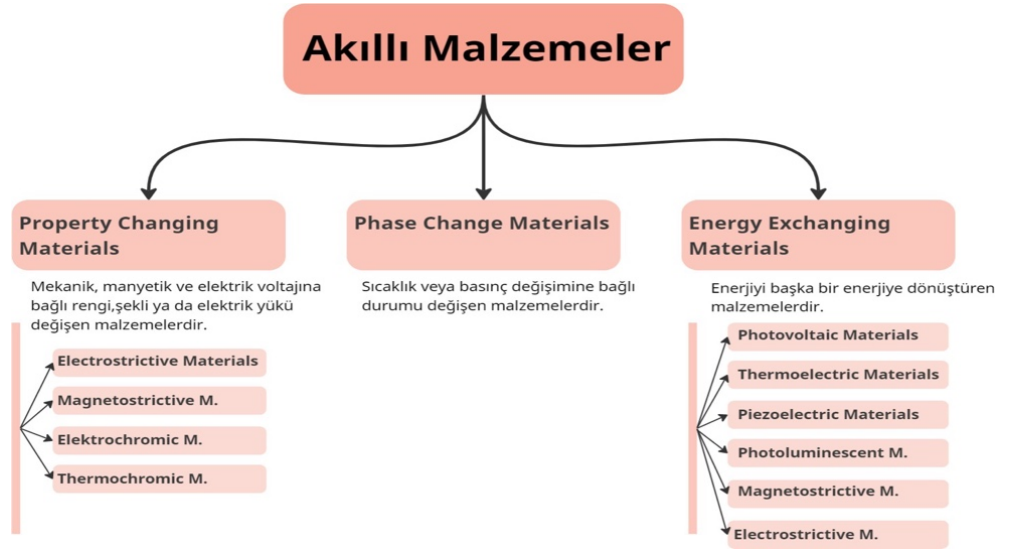 Akıllı Malzemeler
Property Changing
Materials
Mekanik, manyetik ve elektrik voltajına
bağlı rengi,şekli ya da elektrik yükü
değişen malzemelerdir.
Electrostrictive Materials
Magnetostrictive M.
Elektrochromic M.
Thermochromic M.
Phase Change Materials
Sıcaklık veya basınç değişimine bağlı
durumu değişen malzemelerdir.
Energy Exchanging
Materials
Enerjiyi başka bir enerjiye dönüştüren
malzemelerdir.
Photovoltaic Materials
Thermoelectric Materials
Piezoelectric Materials
Photoluminescent M.
Magnetostrictive M.
Electrostrictive M.